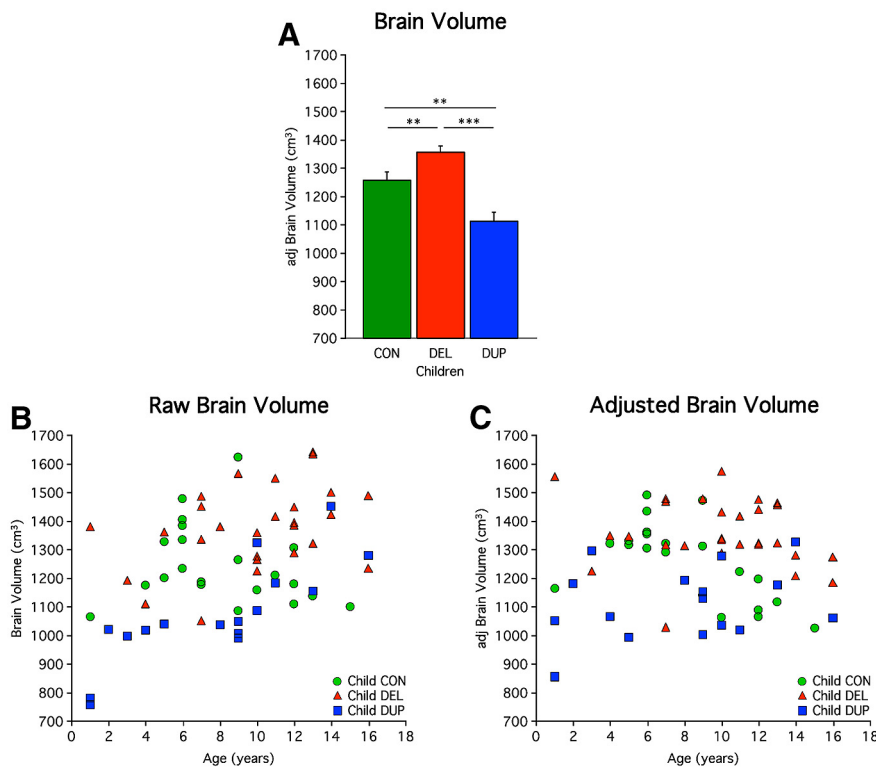 A
Brain Volume
1700
1600
1500
1400
1300
1200
1100
1000
900
800
700
adj Brain Volume (cm³)
**
** ***
CON DEL DUP
Children
B
Raw Brain Volume
1700
1600
1500
1400
1300
1200
1100
1000
900
800
700
Brain Volume (cm³)
Child CON
Child DEL
Child DUP
0 2 4 6 8 10 12 14 16 18
Age (years)
C
Adjusted Brain Volume
1700
1600
1500
1400
1300
1200
1100
1000
900
800
700
adj Brain Volume (cm³)
Child CON
Child DEL
Child DUP
0 2 4 6 8 10 12 14 16 18
Age (years)